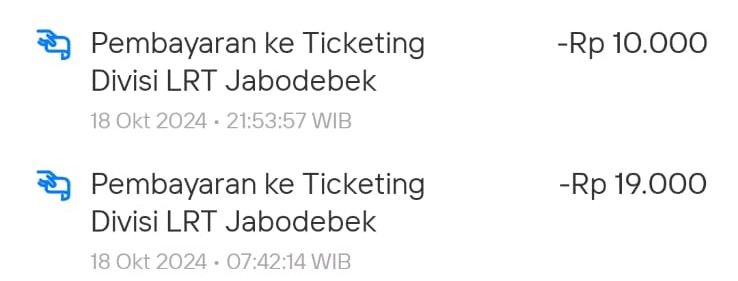 Pembayaran ke Ticketing
-Rp 10.000
Divisi LRT Jabodebek
18 Okt 2024 • 21:53:57 WIB
Pembayaran ke Ticketing
-Rp 19.000
Divisi LRT Jabodebek
18 Okt 2024 • 07:42:14 WIB